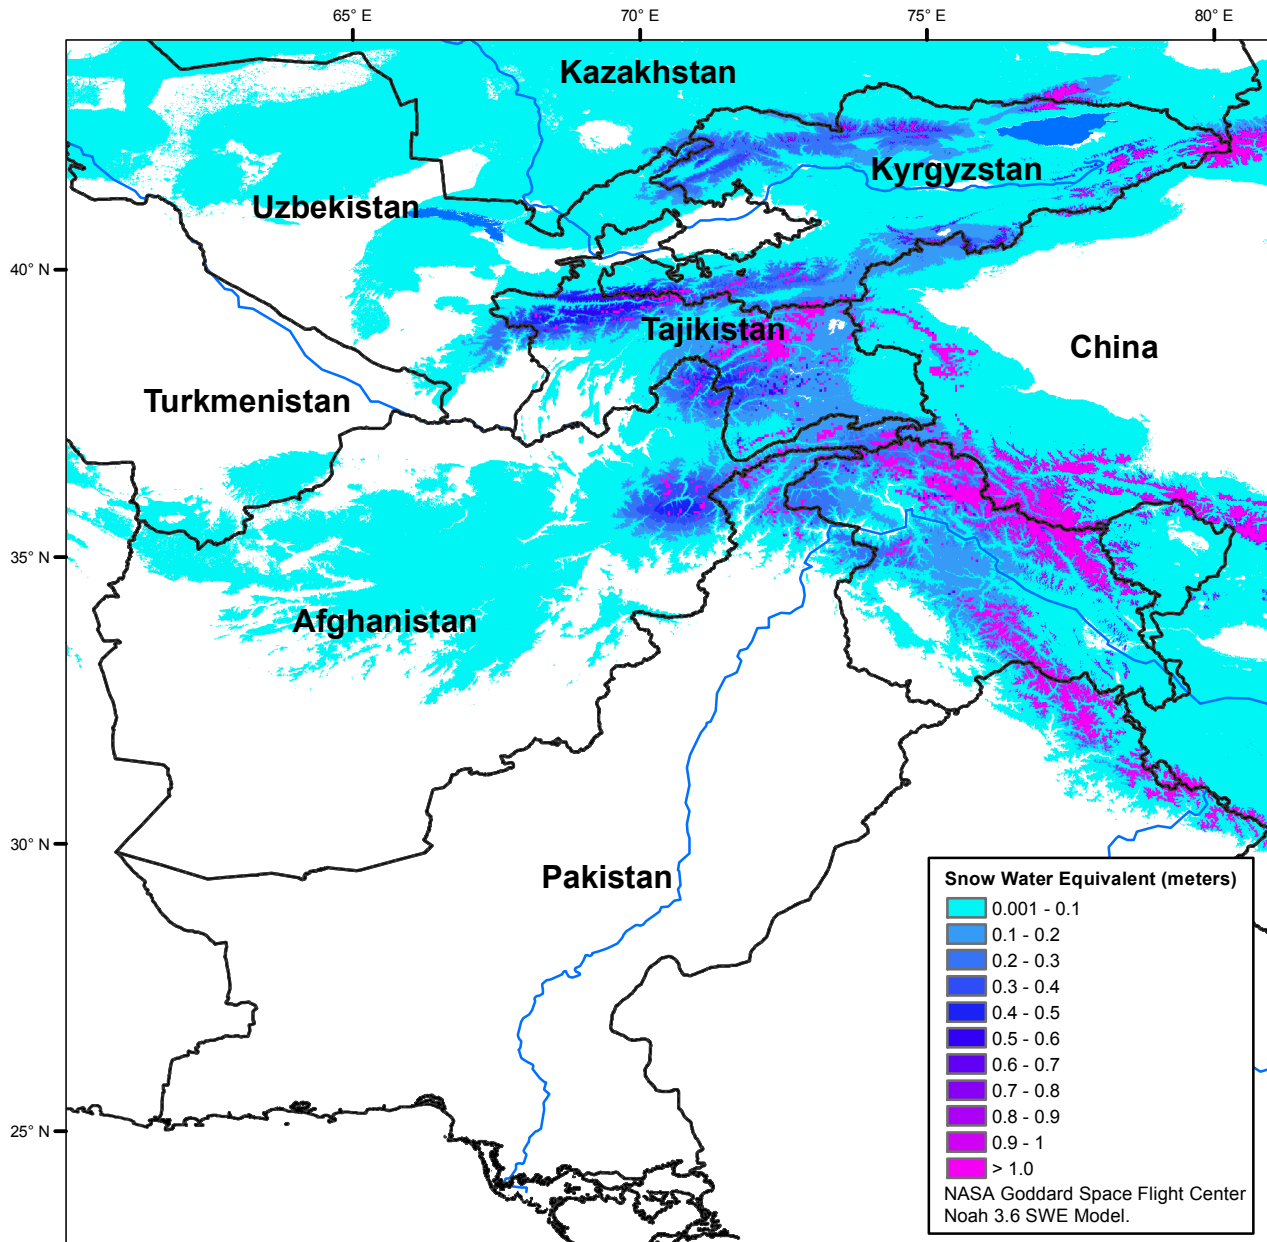 65° E
70° E
75° E
80° E
Kazakhstan
Kyrgyzstan
Uzbekistan
40° N
Tajikistan
China
Turkmenistan
35° N
Afghanistan
30° N
Pakistan
25° N
Snow Water Equivalent (meters)
0.001 - 0.1
0.1 - 0.2
0.2 - 0.3
0.3 - 0.4
0.4 - 0.5
0.5 - 0.6
0.6 - 0.7
0.7 - 0.8
0.8 - 0.9
0.9 - 1
> 1.0
NASA Goddard Space Flight Center
Noah 3.6 SWE Model.